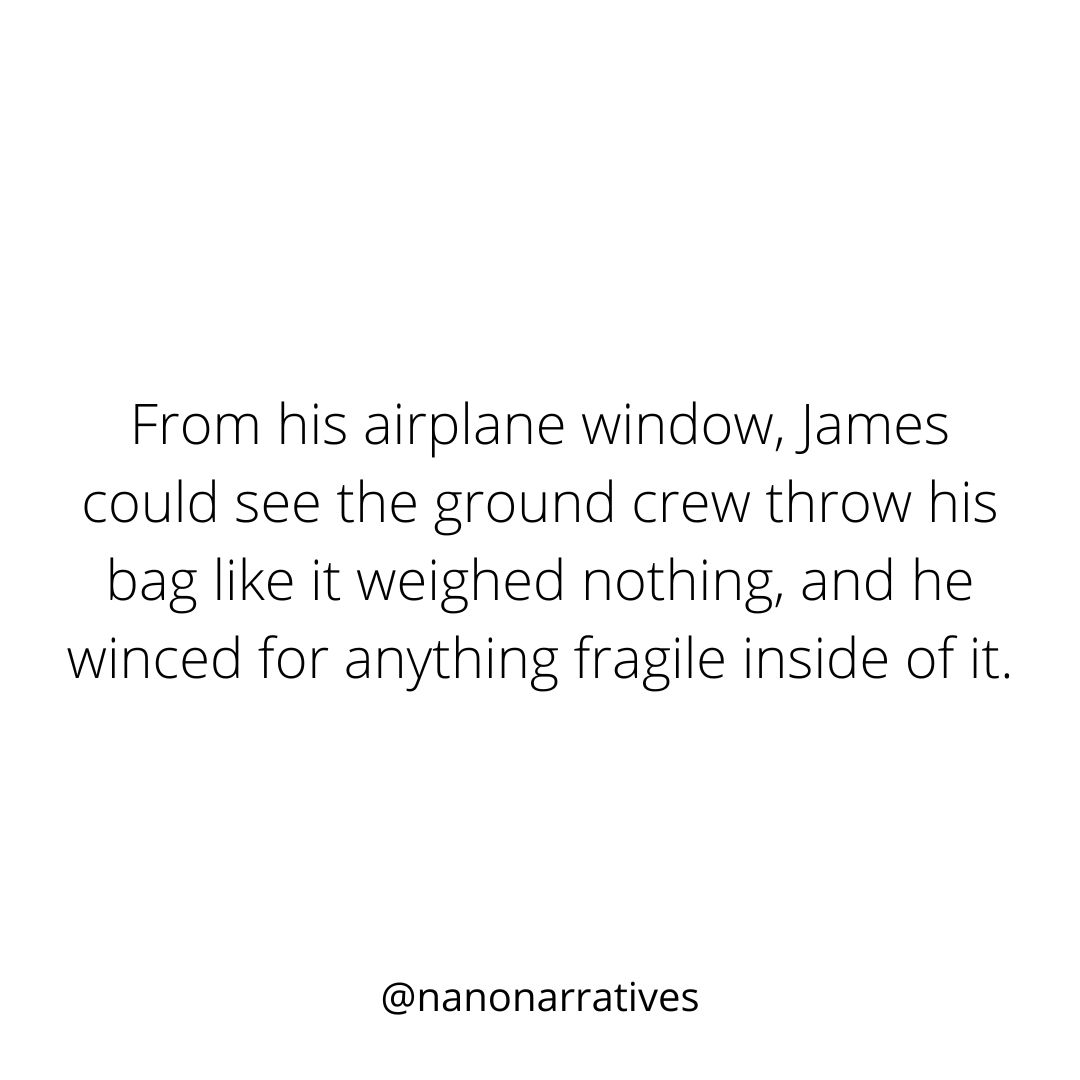 From his airplane window, James
could see the ground crew throw his
bag like it weighed nothing, and he
winced for anything fragile inside of it.
@nanonarratives